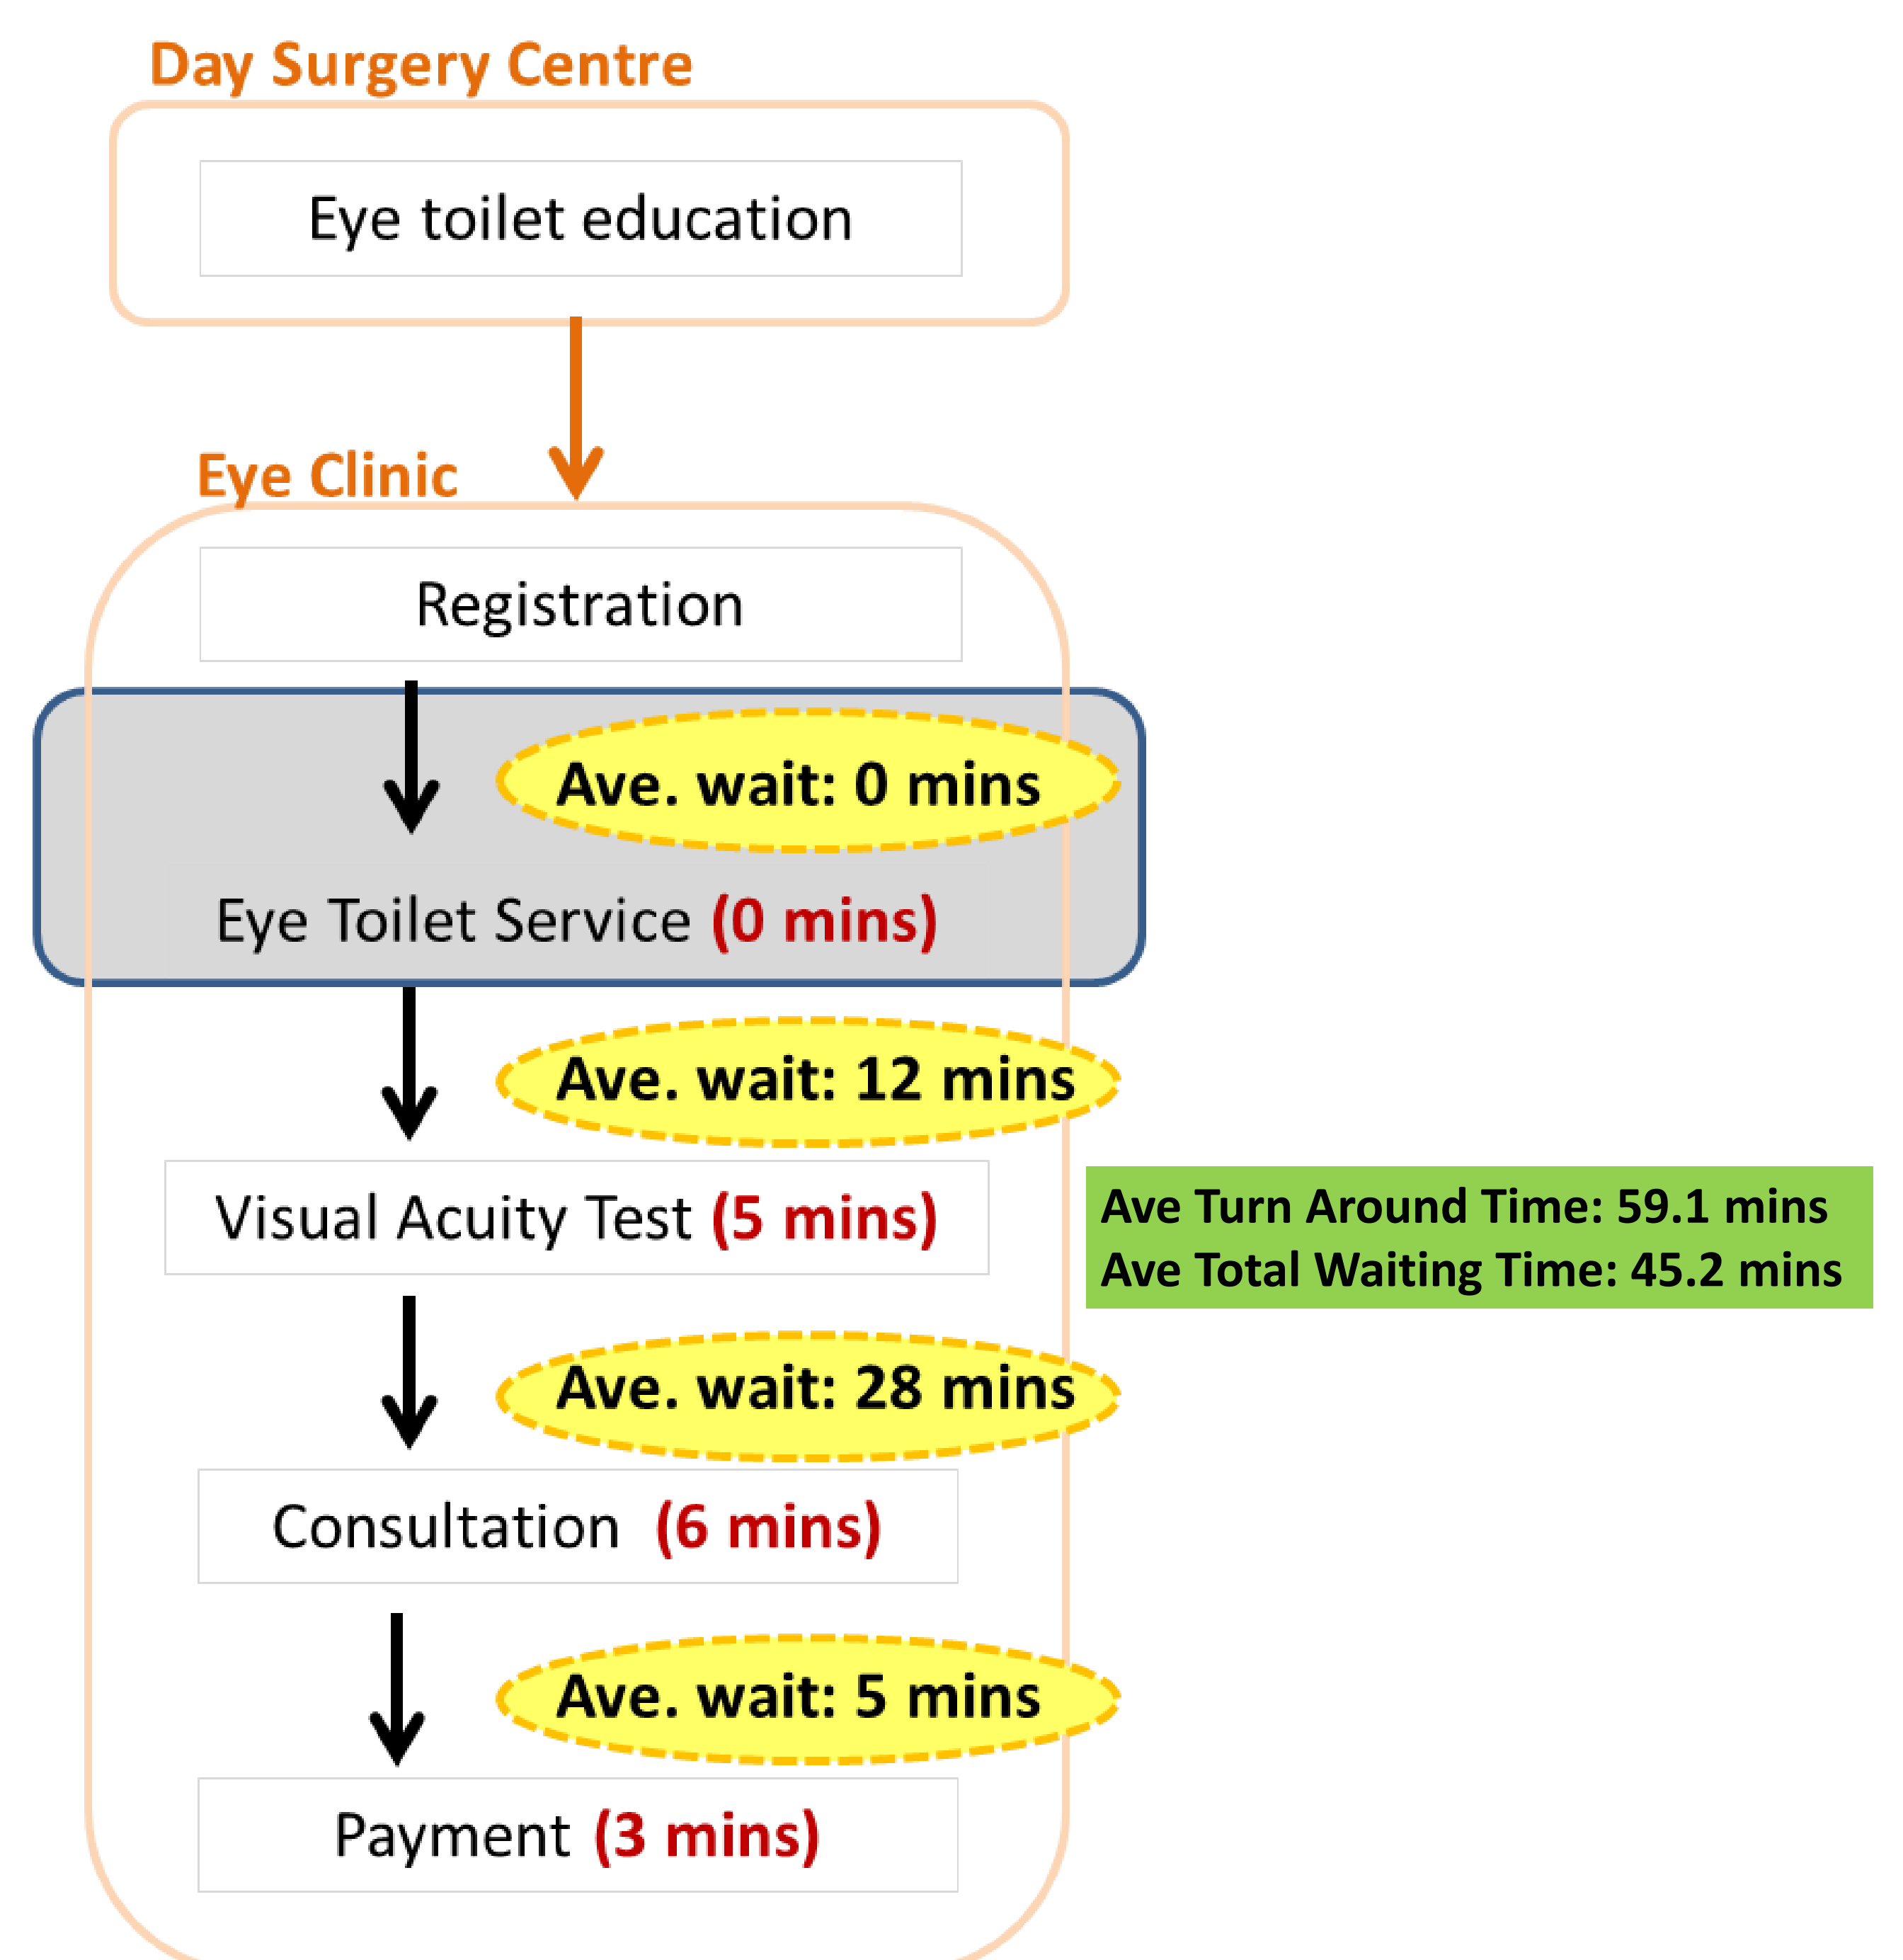 Day Surgery Centre
Eye toilet education
Eye Clinic
Registration
Ave. wait: 0 mins
Eye Toilet Service (0 mins)
Ave. wait: 12 mins
Visual Acuity Test (5 mins)
Ave Turn Around Time: 59.1 mins
Ave Total Waiting Time: 45.2 mins
Ave. wait: 28 mins
Consultation (6 mins)
Ave. wait: 5 mins
Payment (3 mins)